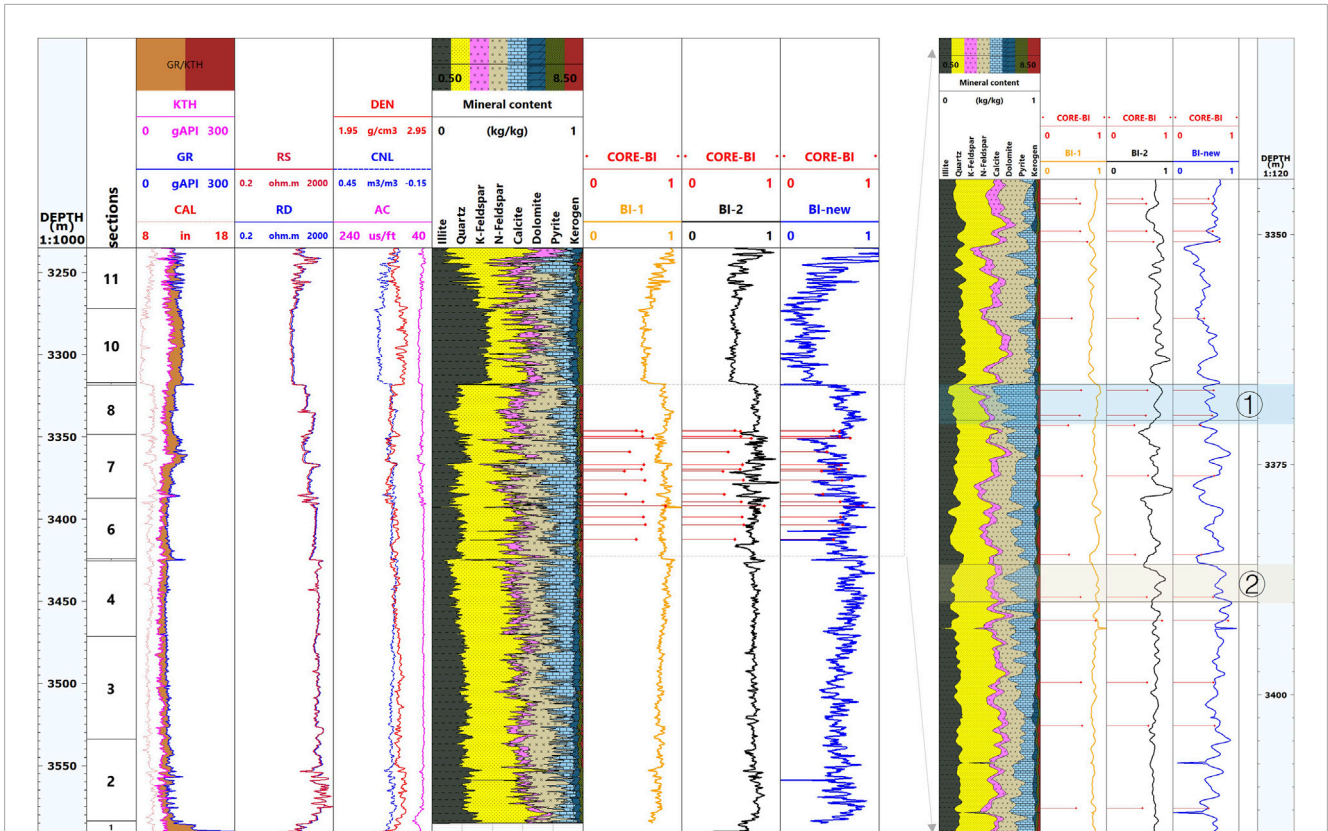 GR/KTH
KTH
0 gAPI 300
GR
0 gAPI 300
CAL
8 in 18
RS
0.2 ohm.m 2000
RD
0.2 ohm.m 2000
DEN
1.95 g/cm3 2.95
CNL
0.45 m3/m3 -0.15
AC
240 us/ft 40
0.50 8.50
Mineral content
0 (kg/kg) 1
Illite
Quartz
K-Feldspar
N-Feldspar
Calcite
Dolomite
Pyrite
Kerogen
CORE-BI
0 1
BI-1
0 1
CORE-BI
0 1
BI-2
0 1
CORE-BI
0 1
BI-new
0 1
DEPTH
(m)
1:1000
sections
3250
3300
3350
3400
3450
3500
3550
11
10
8
7
6
4
3
2
1
0.50 8.50
Mineral content
0 (kg/kg) 1
Illite
Quartz
K-Feldspar
N-Feldspar
Calcite
Dolomite
Pyrite
Kerogen
CORE-BI
0 1
BI-1
0 1
CORE-BI
0 1
BI-2
0 1
CORE-BI
0 1
BI-new
0 1
DEPTH
(m)
1:120
3350
①
3375
②
3400